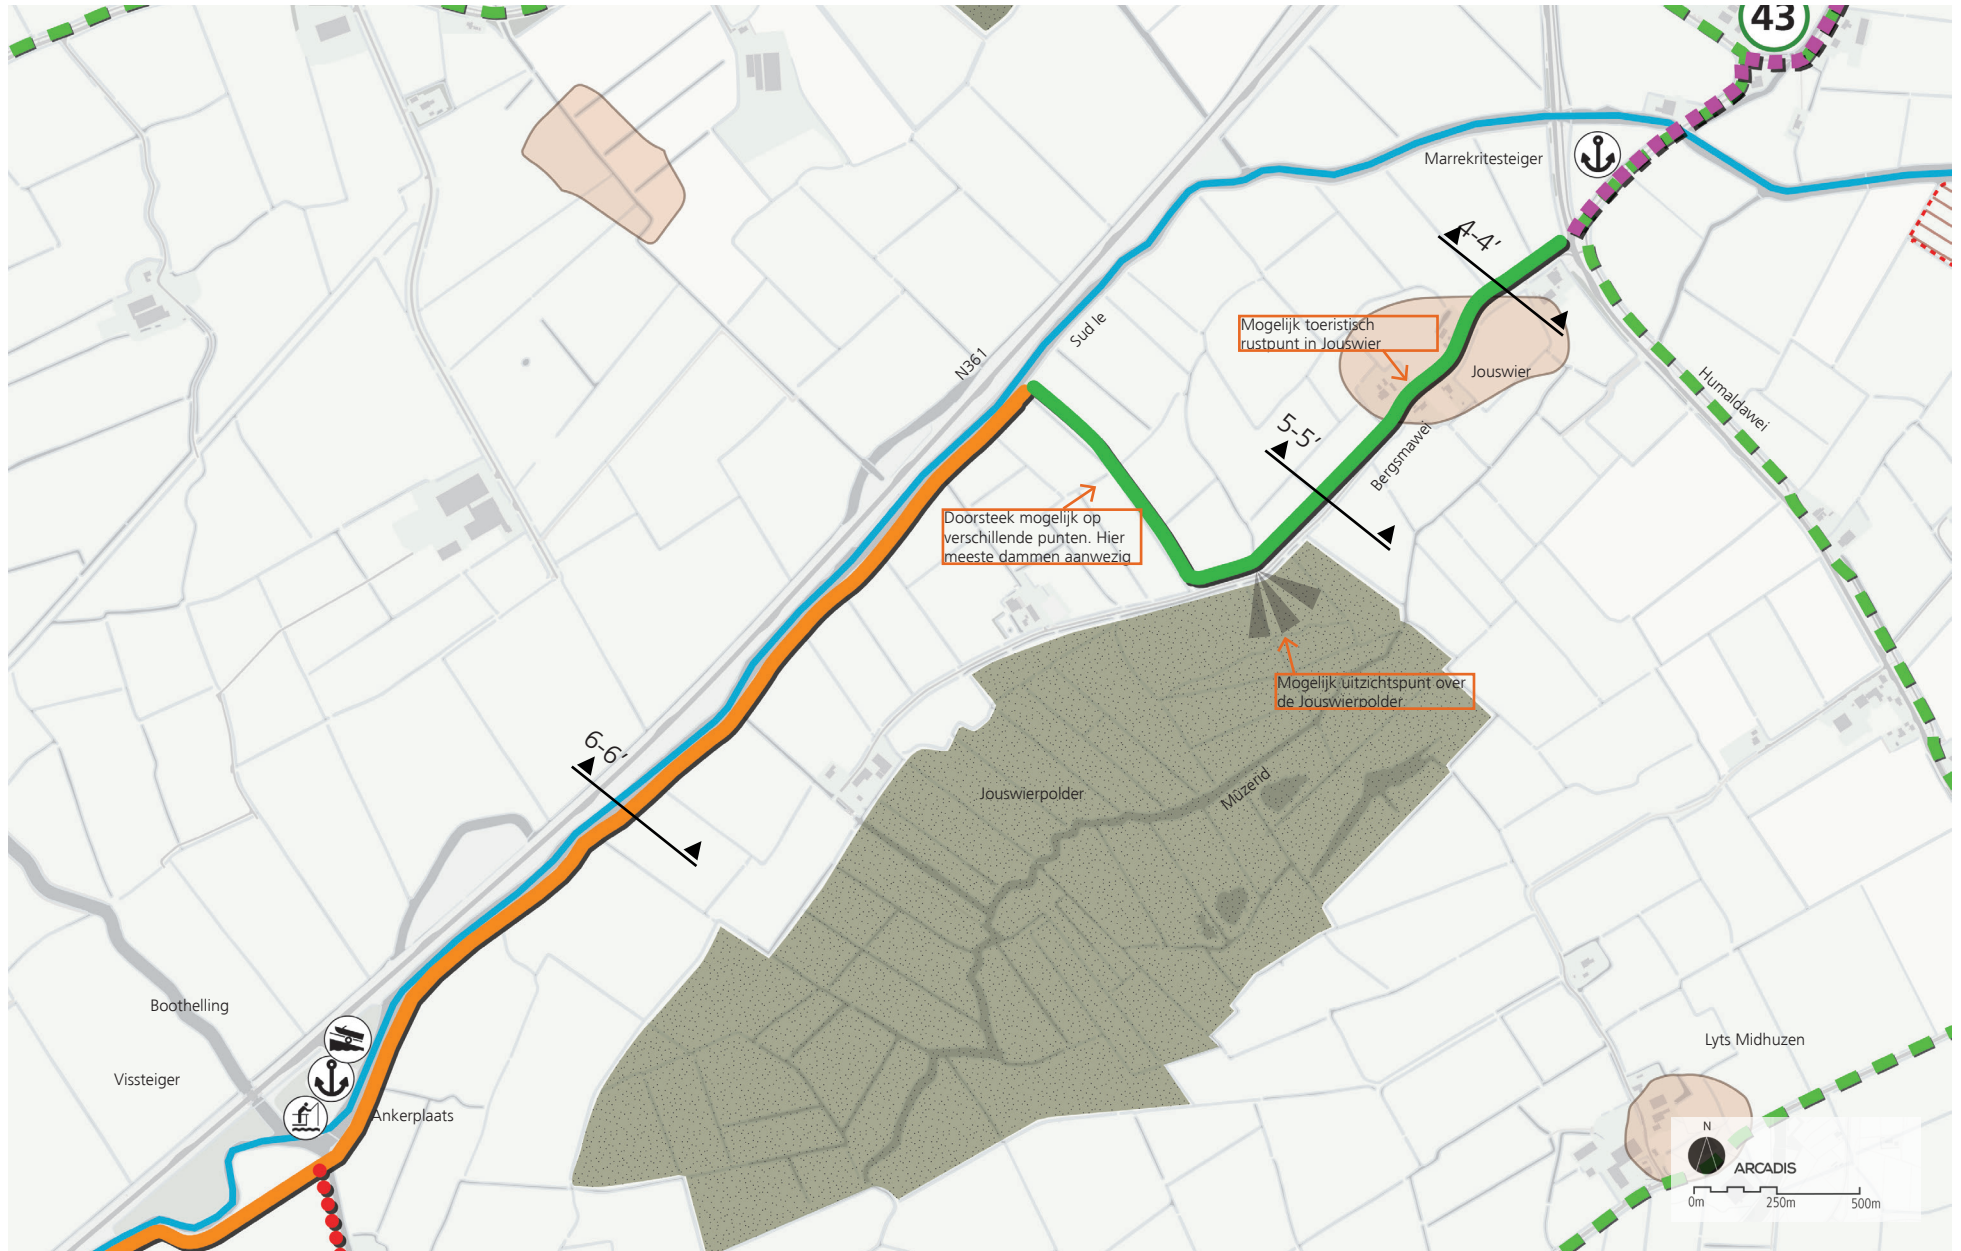 43
Marrekritesteiger
4-4'
Mogelijk toeristisch
rustpunt in Jouswier
Sud Ie
N361
Jouswier
Humaldawei
5-5'
Bergsmawei
Doorsteek mogelijk op
verschillende punten. Hier
meeste dammen aanwezig
Mogelijk uitzichtspunt over
de Jouswierpolder
6-6'
Jouswierpolder
Mûzerid
Boothelling
Lyts Midhuzen
Vissteiger
Ankerplaats
N
ARCADIS
0m
250m
500m